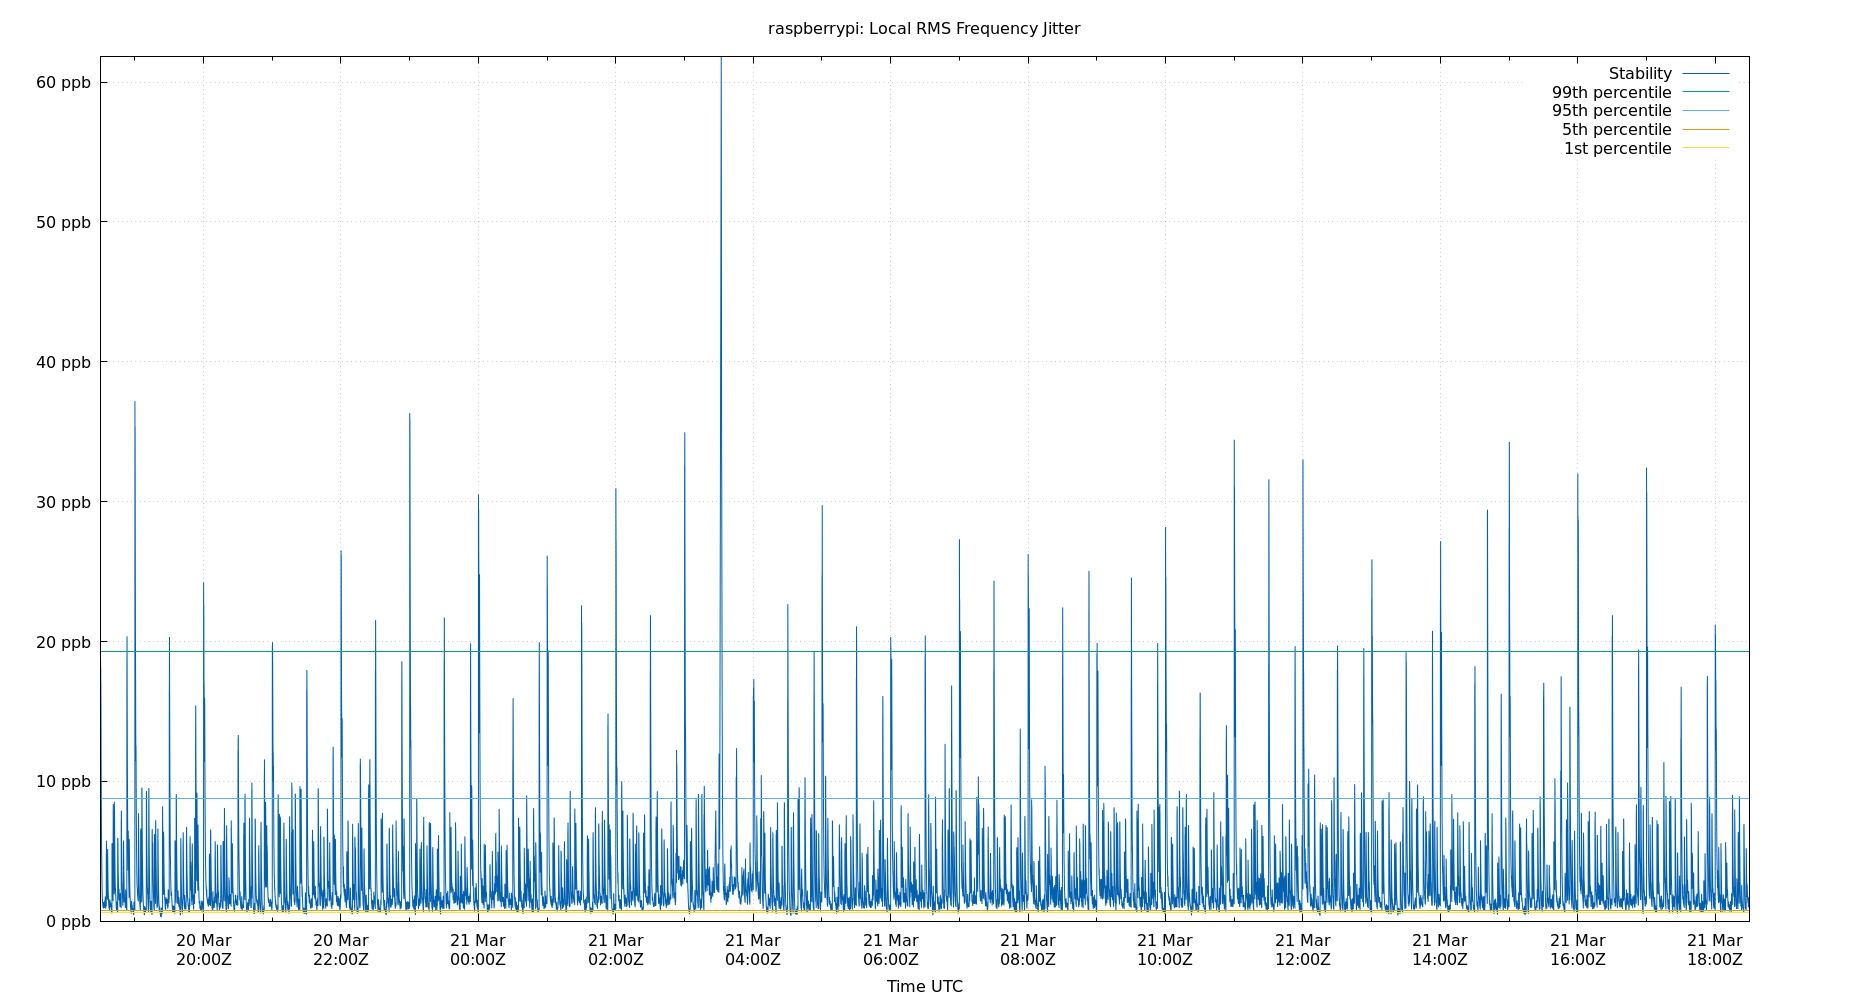 raspberrypi: Local RMS Frequency Jitter
60 ppb
50 ppb
40 ppb
30 ppb
20 ppb
10 ppb
0 ppb
Stability
99th percentile
95th percentile
5th percentile
1st percentile
20 Mar 20 Mar 21 Mar 21 Mar 21 Mar 21 Mar 21 Mar 21 Mar 21 Mar 21 Mar 21 Mar 21 Mar
20:00Z 22:00Z 00:00Z 02:00Z 04:00Z 06:00Z 08:00Z 10:00Z 12:00Z 14:00Z 16:00Z 18:00Z
Time UTC